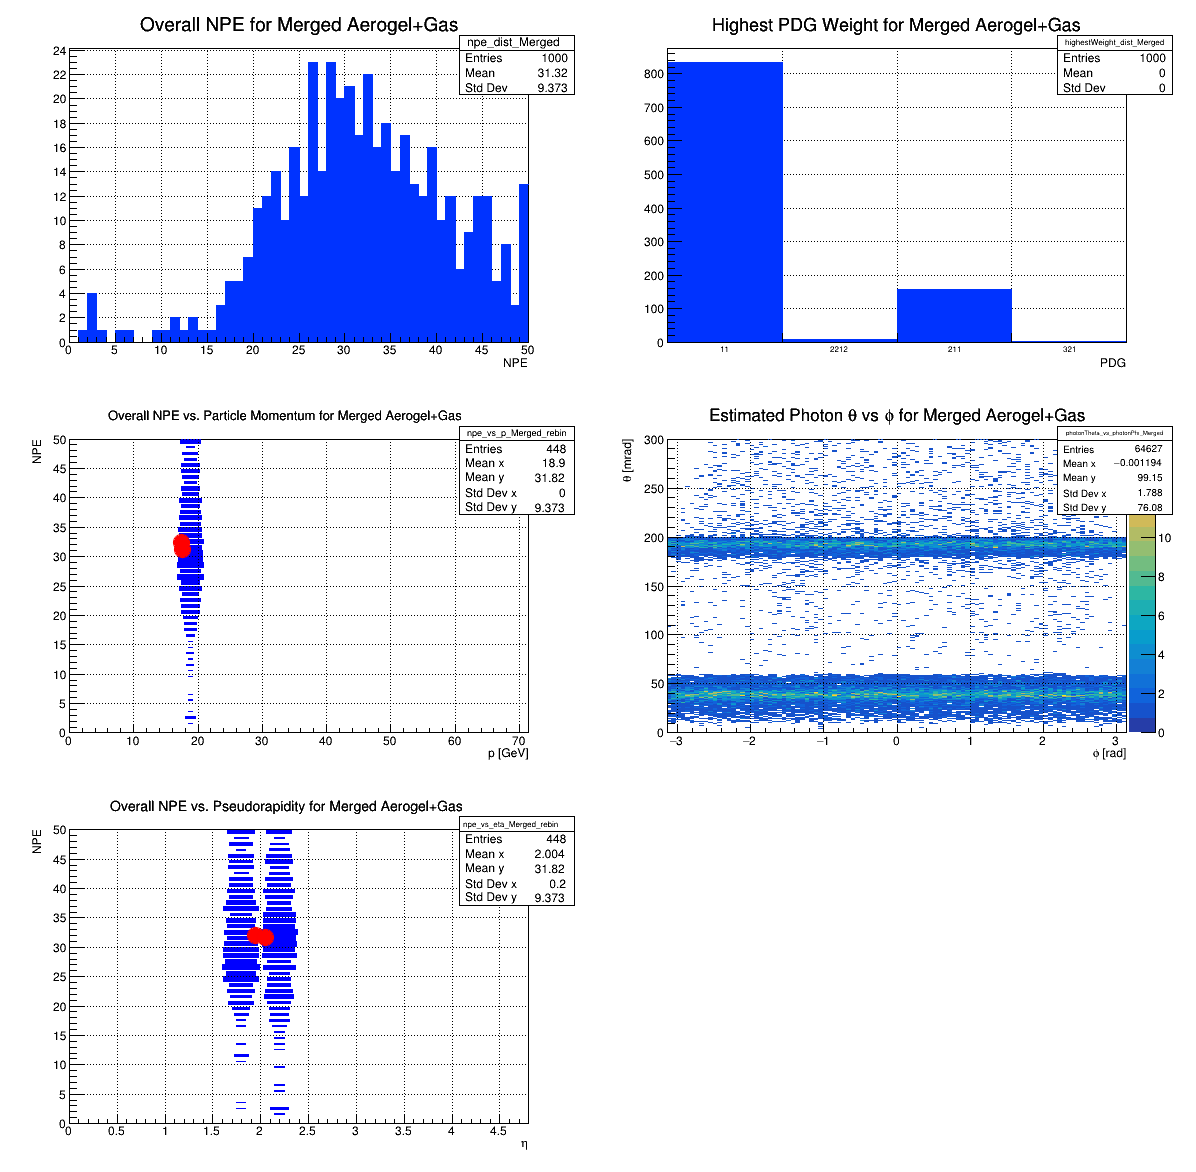 Overall NPE for Merged Aerogel+Gas
npe_dist_Merged
Entries 1000
Mean 31.32
Std Dev 9.373
24
22
20
18
16
14
12
10
8
6
4
2
0
0 5 10 15 20 25 30 35 40 45 50
NPE
Highest PDG Weight for Merged Aerogel+Gas
highestWeight_dist_Merged
Entries 1000
Mean 0
Std Dev 0
800
700
600
500
400
300
200
100
0
11 2212 211 321
PDG
Overall NPE vs. Particle Momentum for Merged Aerogel+Gas
NPE
npe_vs_p_Merged_rebin
Entries 448
Mean x 18.9
Mean y 31.82
Std Dev x 0
Std Dev y 9.373
50
45
40
35
30
25
20
15
10
5
0
0 10 20 30 40 50 60 70
p [GeV]
Estimated Photon θ vs ϕ for Merged Aerogel+Gas
θ [mrad]
photonTheta_vs_photonPhi_Merged
Entries 64627
Mean x −0.001194
Mean y 99.15
Std Dev x 1.788
Std Dev y 76.08
300
250
200
150
100
50
0
−3 −2 −1 0 1 2 3
ϕ [rad]
10
8
6
4
2
0
Overall NPE vs. Pseudorapidity for Merged Aerogel+Gas
NPE
npe_vs_eta_Merged_rebin
Entries 448
Mean x 2.004
Mean y 31.82
Std Dev x 0.2
Std Dev y 9.373
50
45
40
35
30
25
20
15
10
5
0
0 0.5 1 1.5 2 2.5 3 3.5 4 4.5
η